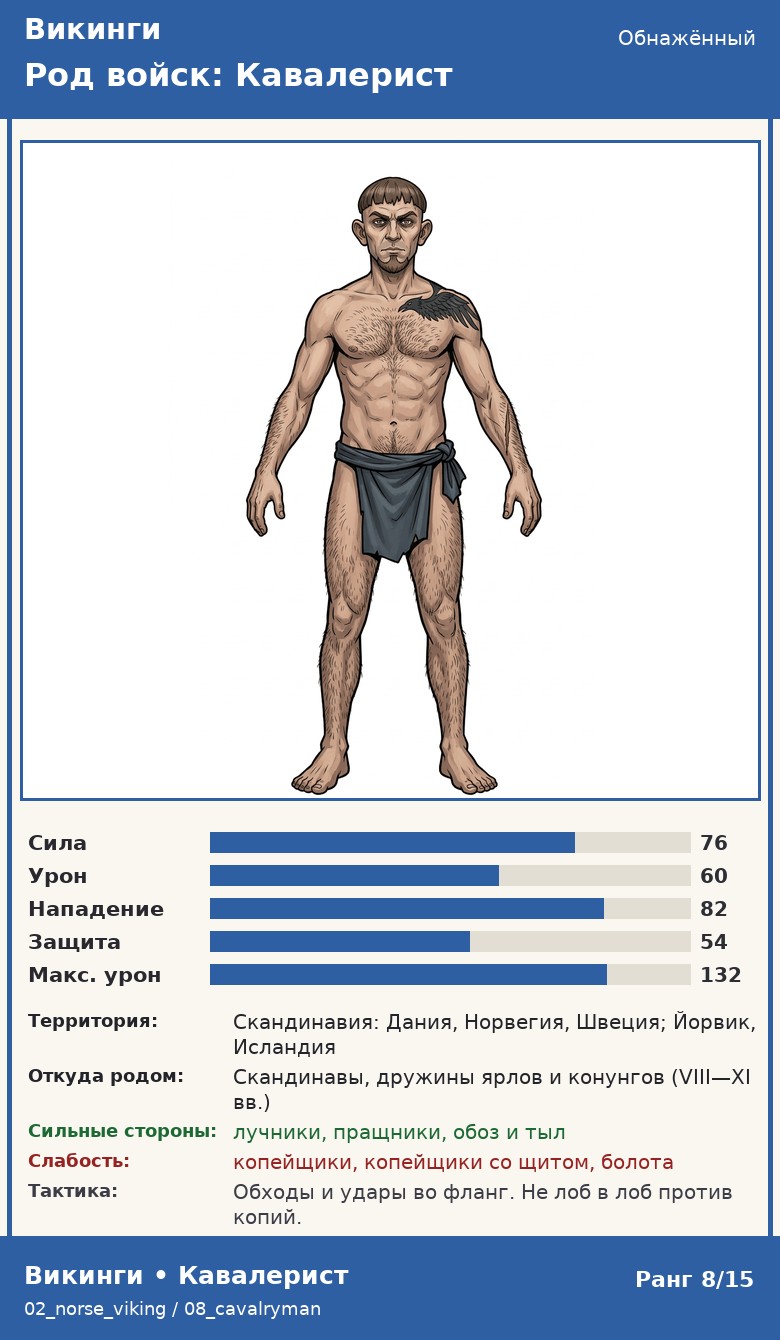 Викинги
Обнажённый
Род войск: Кавалерист
Сила 76
Урон 60
Нападение 82
Защита 54
Макс. урон 132
Территория: Скандинавия: Дания, Норвегия, Швеция; Йорвик,
Исландия
Откуда родом: Скандинавы, дружины ярлов и конунгов (VIII—XI
вв.)
Сильные стороны: лучники, пращники, обоз и тыл
Слабость: копейщики, копейщики со щитом, болота
Тактика: Обходы и удары во фланг. Не лоб в лоб против
копий.
Викинги • Кавалерист
Ранг 8/15
02_norse_viking / 08_cavalryman